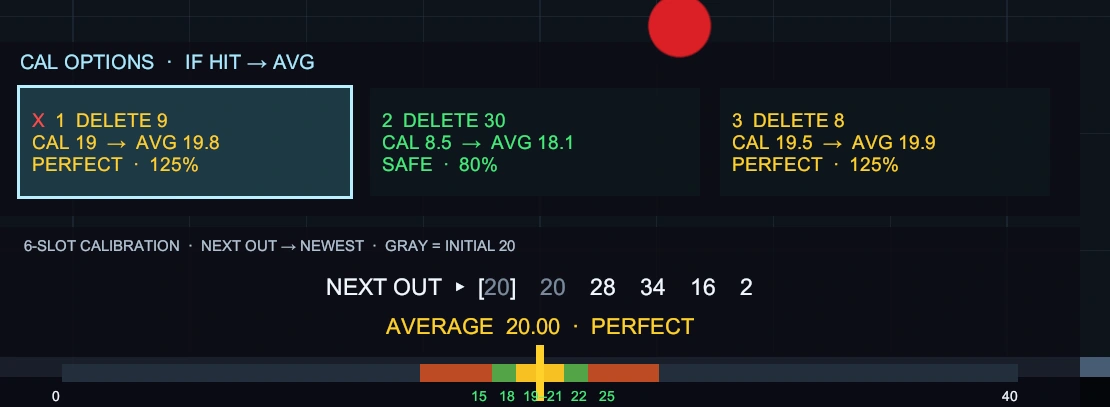 CAL OPTIONS · IF HIT → AVG
X 1 DELETE 9
CAL 19 → AVG 19.8
PERFECT · 125%
2 DELETE 30
CAL 8.5 → AVG 18.1
SAFE · 80%
3 DELETE 8
CAL 19.5 → AVG 19.9
PERFECT · 125%
6-SLOT CALIBRATION · NEXT OUT → NEWEST · GRAY = INITIAL 20
NEXT OUT ▸ [20] 20 28 34 16 2
AVERAGE 20.00 · PERFECT
0 15 18 19 21 22 25 40